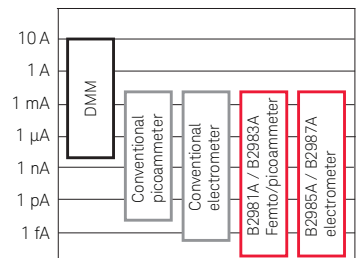 10 A
1 A
1 mA
1 µA
1 nA
1 pA
1 fA
DMM
Conventional
picoammeter
Conventional
electrometer
B2981A / B2983A
Femto/picoammeter
B2985A / B2987A
electrometer